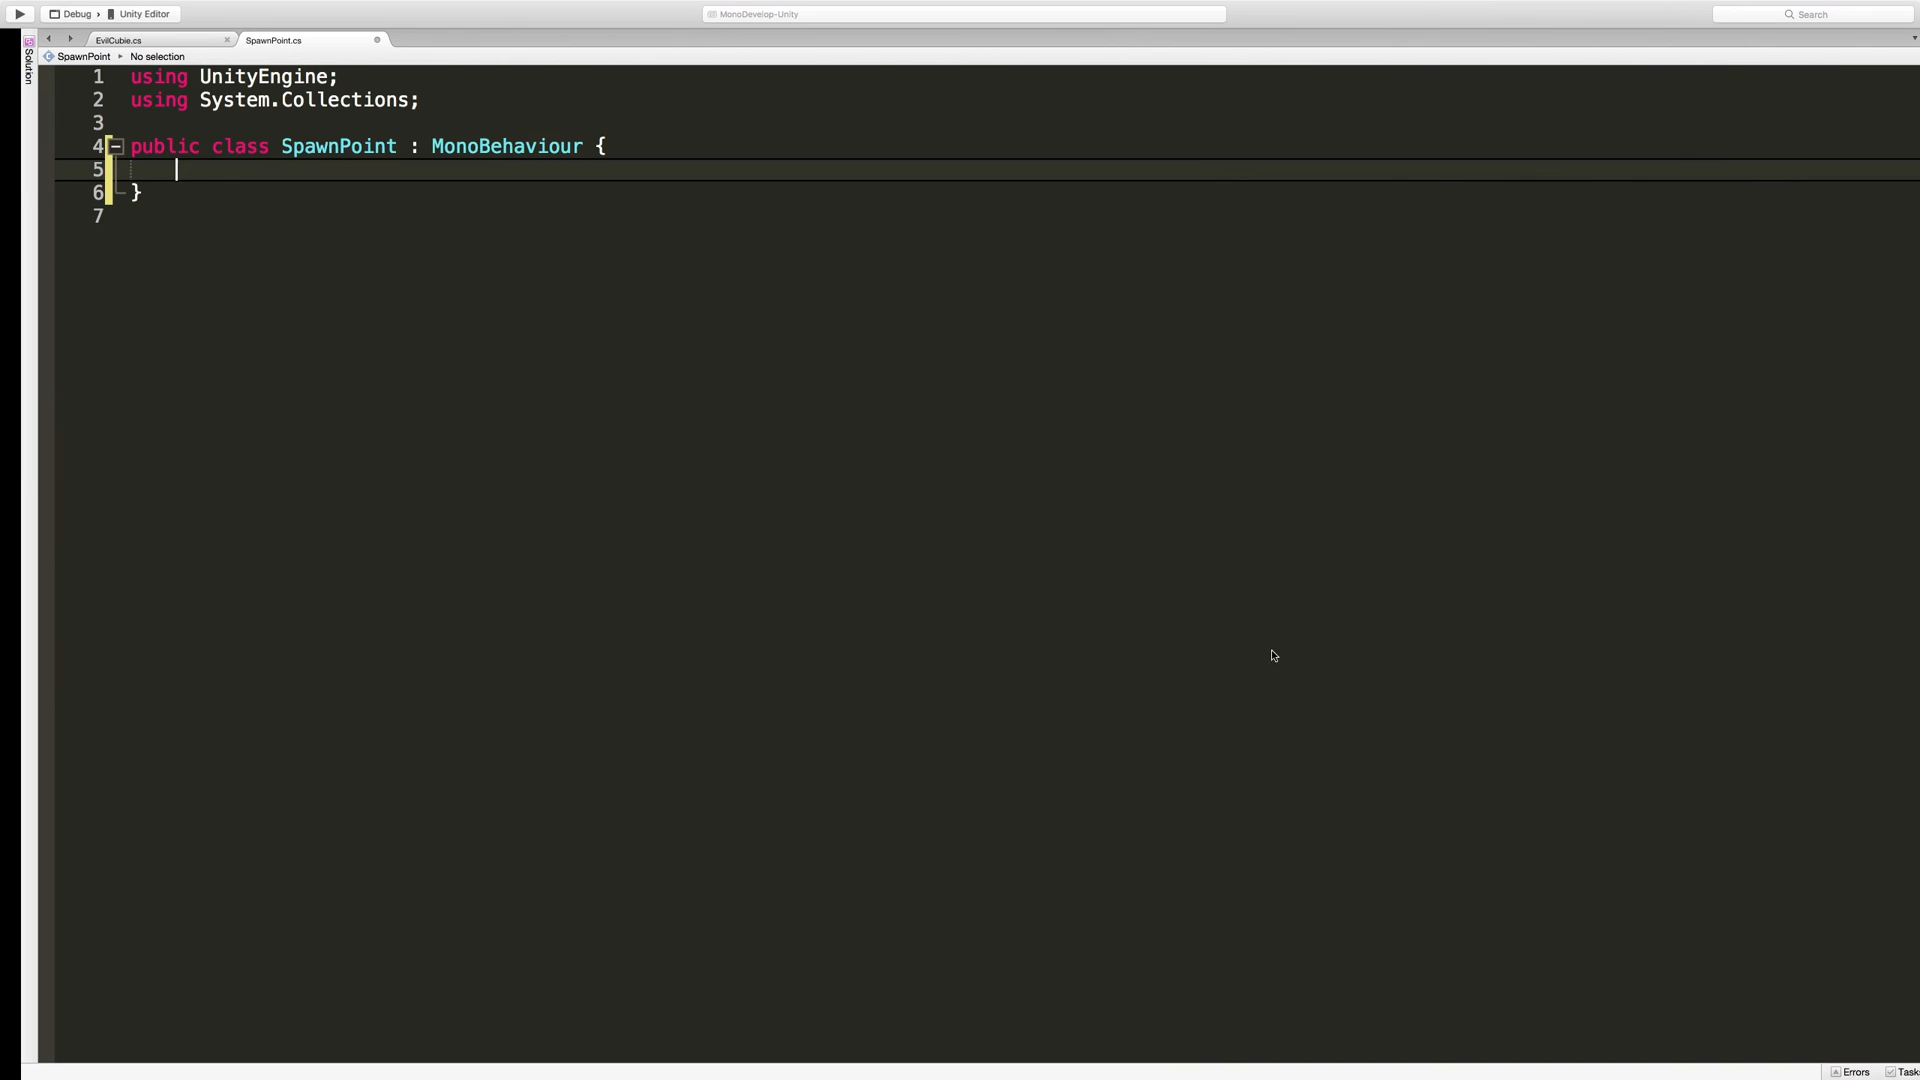 Debug › Unity Editor
MonoDevelop-Unity
Search
EvilCubie.cs
SpawnPoint.cs
Solution
SpawnPoint ▸ No selection
1 using UnityEngine;
2 using System.Collections;
3
4 public class SpawnPoint : MonoBehaviour {
5
6 }
7
Errors
Task